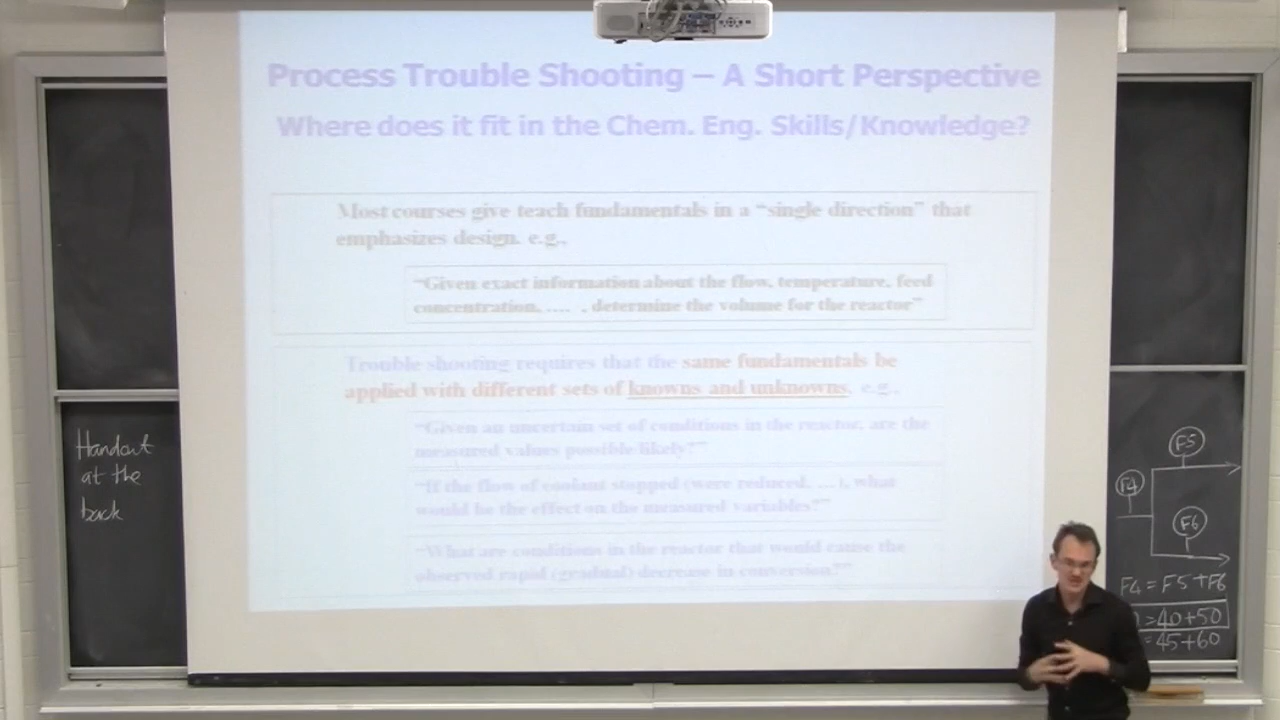 Process Trouble Shooting – A Short Perspective
Where does it fit in the Chem. Eng. Skills/Knowledge?
Most courses give teach fundamentals in a “single direction” that
emphasizes design. e.g.,
“Given exact information about the flow, temperature, feed
concentration, .... , determine the volume for the reactor”
Trouble shooting requires that the same fundamentals be
applied with different sets of knowns and unknowns, e.g.,
“Given an uncertain set of conditions in the reactor, are the
measured values possible/likely?”
“If the flow of coolant stopped (were reduced, ...), what
would be the effect on the measured variables?”
“What are conditions in the reactor that would cause the
observed rapid (gradual) decrease in conversion?”
Handout
at the
back
F5
F4
F6
F4 = F5 + F6
= 40 + 50
= 45 + 60